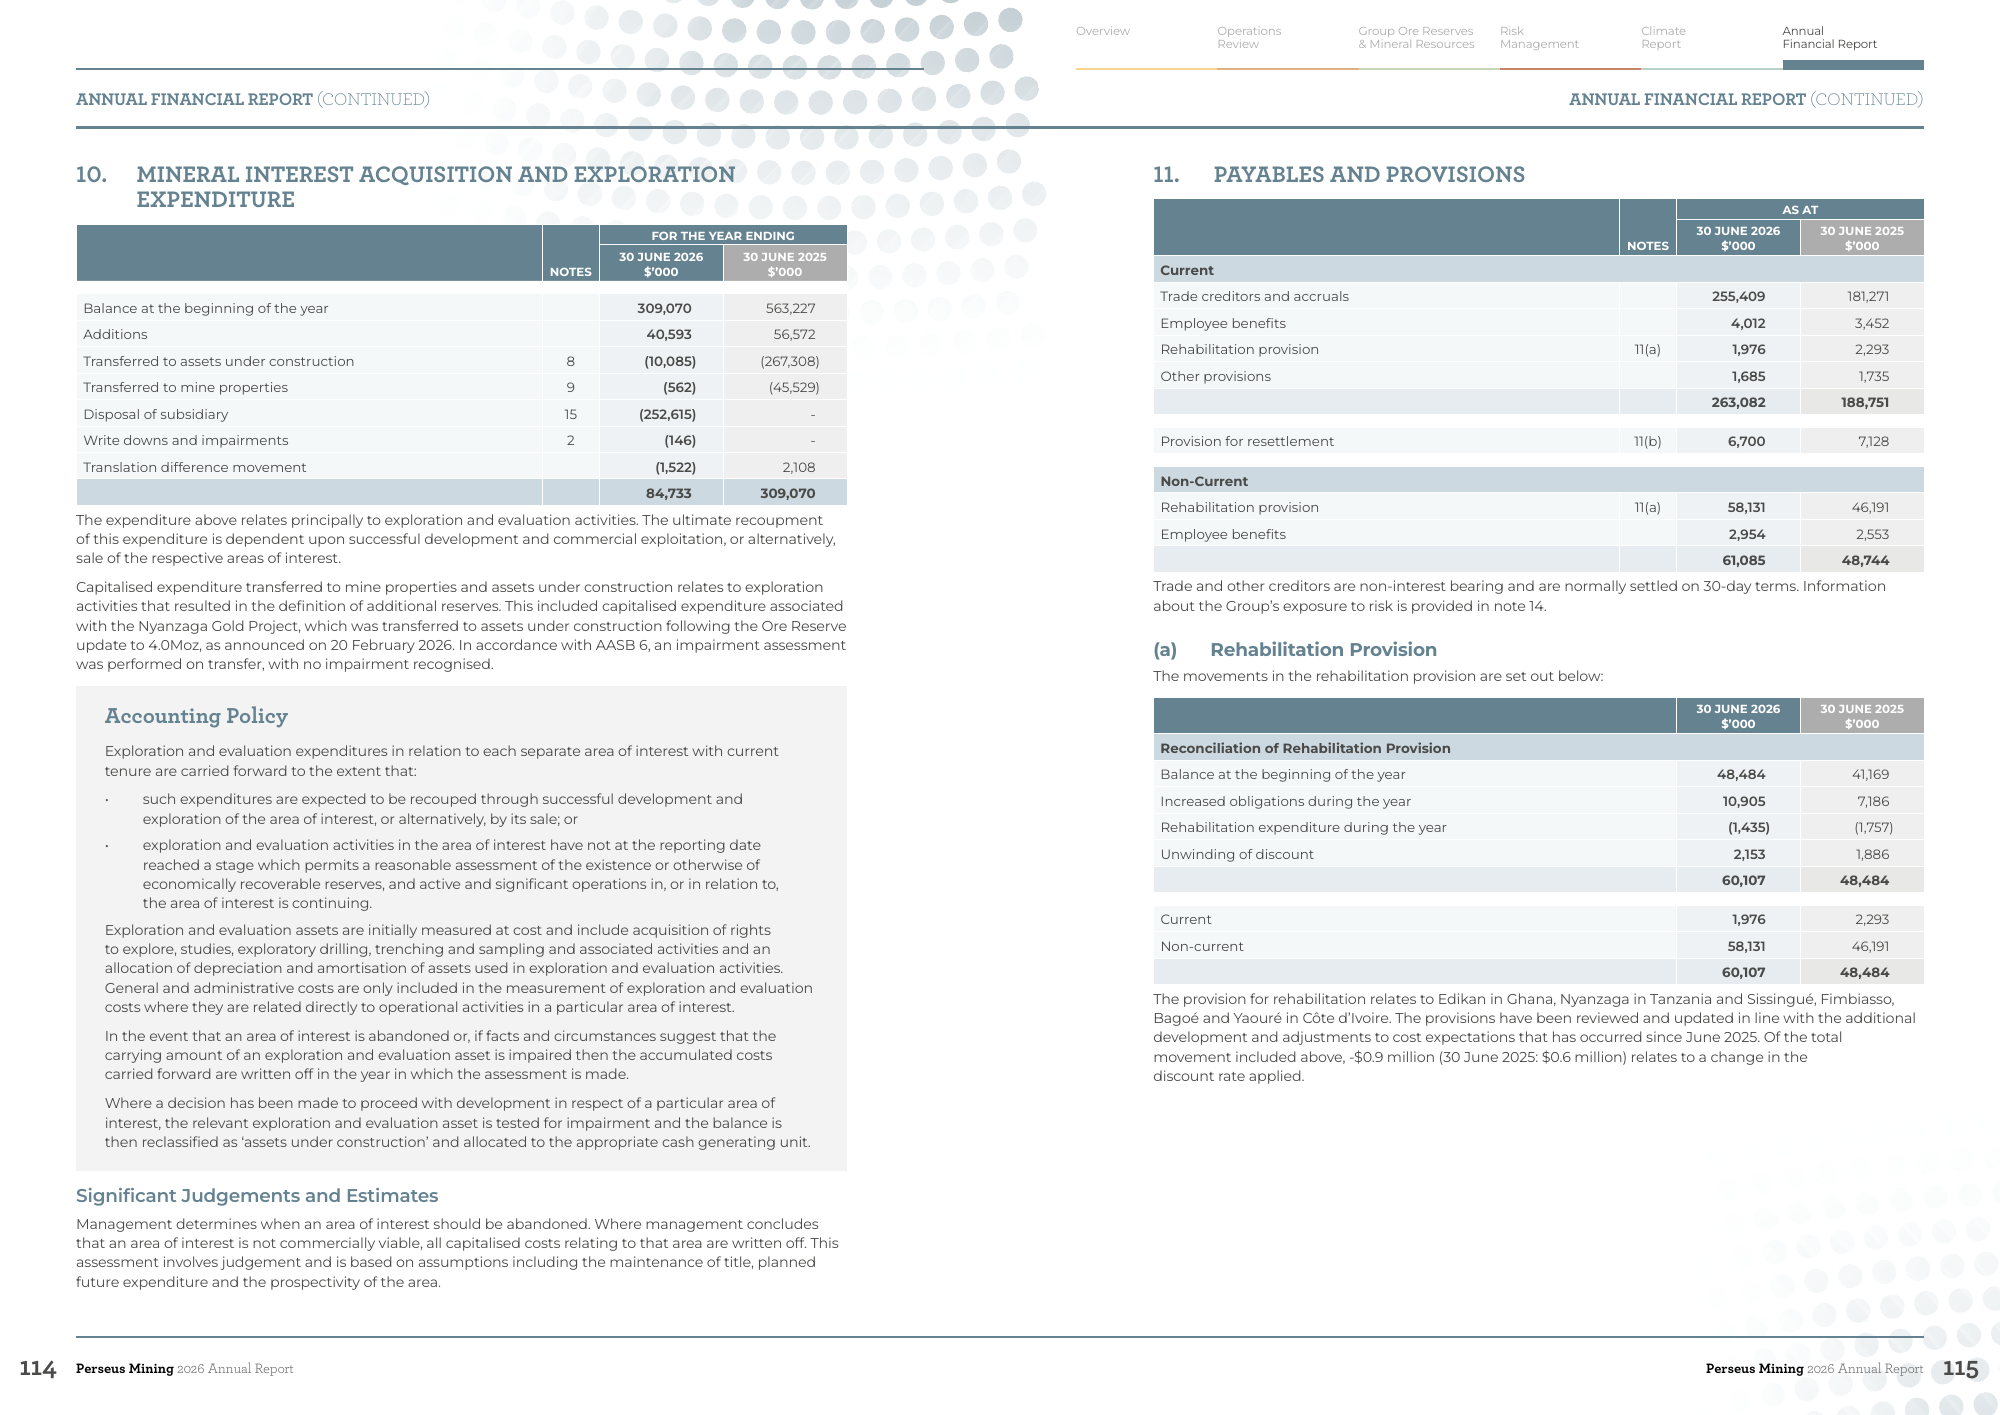 Overview
Operations
Review
Group Ore Reserves
& Mineral Resources
Risk
Management
Climate
Report
Annual
Financial Report
ANNUAL FINANCIAL REPORT (CONTINUED)
ANNUAL FINANCIAL REPORT (CONTINUED)
10. MINERAL INTEREST ACQUISITION AND EXPLORATION
EXPENDITURE
FOR THE YEAR ENDING
NOTES 30 JUNE 2026 $'000 30 JUNE 2025 $'000
Balance at the beginning of the year 309,070 563,227
Additions 40,593 56,572
Transferred to assets under construction 8 (10,085) (267,308)
Transferred to mine properties 9 (562) (45,529)
Disposal of subsidiary 15 (252,615) -
Write downs and impairments 2 (146) -
Translation difference movement (1,522) 2,108
84,733 309,070
The expenditure above relates principally to exploration and evaluation activities. The ultimate recoupment
of this expenditure is dependent upon successful development and commercial exploitation, or alternatively,
sale of the respective areas of interest.
Capitalised expenditure transferred to mine properties and assets under construction relates to exploration
activities that resulted in the definition of additional reserves. This included capitalised expenditure associated
with the Nyanzaga Gold Project, which was transferred to assets under construction following the Ore Reserve
update to 4.0Moz, as announced on 20 February 2026. In accordance with AASB 6, an impairment assessment
was performed on transfer, with no impairment recognised.
Accounting Policy
Exploration and evaluation expenditures in relation to each separate area of interest with current
tenure are carried forward to the extent that:
• such expenditures are expected to be recouped through successful development and
exploration of the area of interest, or alternatively, by its sale; or
• exploration and evaluation activities in the area of interest have not at the reporting date
reached a stage which permits a reasonable assessment of the existence or otherwise of
economically recoverable reserves, and active and significant operations in, or in relation to,
the area of interest is continuing.
Exploration and evaluation assets are initially measured at cost and include acquisition of rights
to explore, studies, exploratory drilling, trenching and sampling and associated activities and an
allocation of depreciation and amortisation of assets used in exploration and evaluation activities.
General and administrative costs are only included in the measurement of exploration and evaluation
costs where they are related directly to operational activities in a particular area of interest.
In the event that an area of interest is abandoned or, if facts and circumstances suggest that the
carrying amount of an exploration and evaluation asset is impaired then the accumulated costs
carried forward are written off in the year in which the assessment is made.
Where a decision has been made to proceed with development in respect of a particular area of
interest, the relevant exploration and evaluation asset is tested for impairment and the balance is
then reclassified as ‘assets under construction’ and allocated to the appropriate cash generating unit.
Significant Judgements and Estimates
Management determines when an area of interest should be abandoned. Where management concludes
that an area of interest is not commercially viable, all capitalised costs relating to that area are written off. This
assessment involves judgement and is based on assumptions including the maintenance of title, planned
future expenditure and the prospectivity of the area.
114 Perseus Mining 2026 Annual Report
11. PAYABLES AND PROVISIONS
AS AT
NOTES 30 JUNE 2026 $'000 30 JUNE 2025 $'000
Current
Trade creditors and accruals 255,409 181,271
Employee benefits 4,012 3,452
Rehabilitation provision 11(a) 1,976 2,293
Other provisions 1,685 1,735
263,082 188,751
Provision for resettlement 11(b) 6,700 7,128
Non-Current
Rehabilitation provision 11(a) 58,131 46,191
Employee benefits 2,954 2,553
61,085 48,744
Trade and other creditors are non-interest bearing and are normally settled on 30-day terms. Information
about the Group’s exposure to risk is provided in note 14.
(a) Rehabilitation Provision
The movements in the rehabilitation provision are set out below:
30 JUNE 2026 $'000 30 JUNE 2025 $'000
Reconciliation of Rehabilitation Provision
Balance at the beginning of the year 48,484 41,169
Increased obligations during the year 10,905 7,186
Rehabilitation expenditure during the year (1,435) (1,757)
Unwinding of discount 2,153 1,886
60,107 48,484
Current 1,976 2,293
Non-current 58,131 46,191
60,107 48,484
The provision for rehabilitation relates to Edikan in Ghana, Nyanzaga in Tanzania and Sissingué, Fimbiasso,
Bagoé and Yaouré in Côte d’Ivoire. The provisions have been reviewed and updated in line with the additional
development and adjustments to cost expectations that has occurred since June 2025. Of the total
movement included above, -$0.9 million (30 June 2025: $0.6 million) relates to a change in the
discount rate applied.
Perseus Mining 2026 Annual Report 115